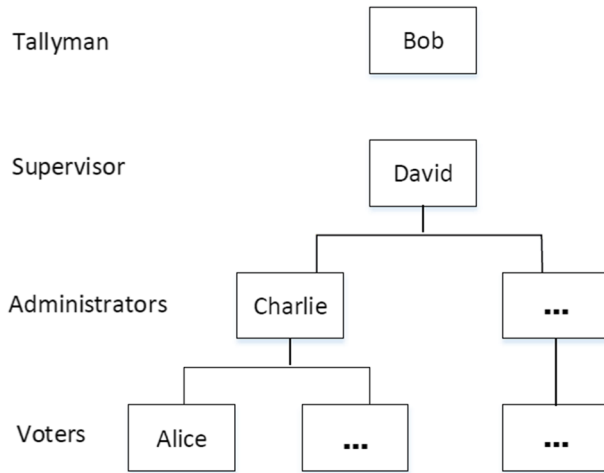 Tallyman Bob
Supervisor David
Administrators Charlie ...
Voters Alice ... ...